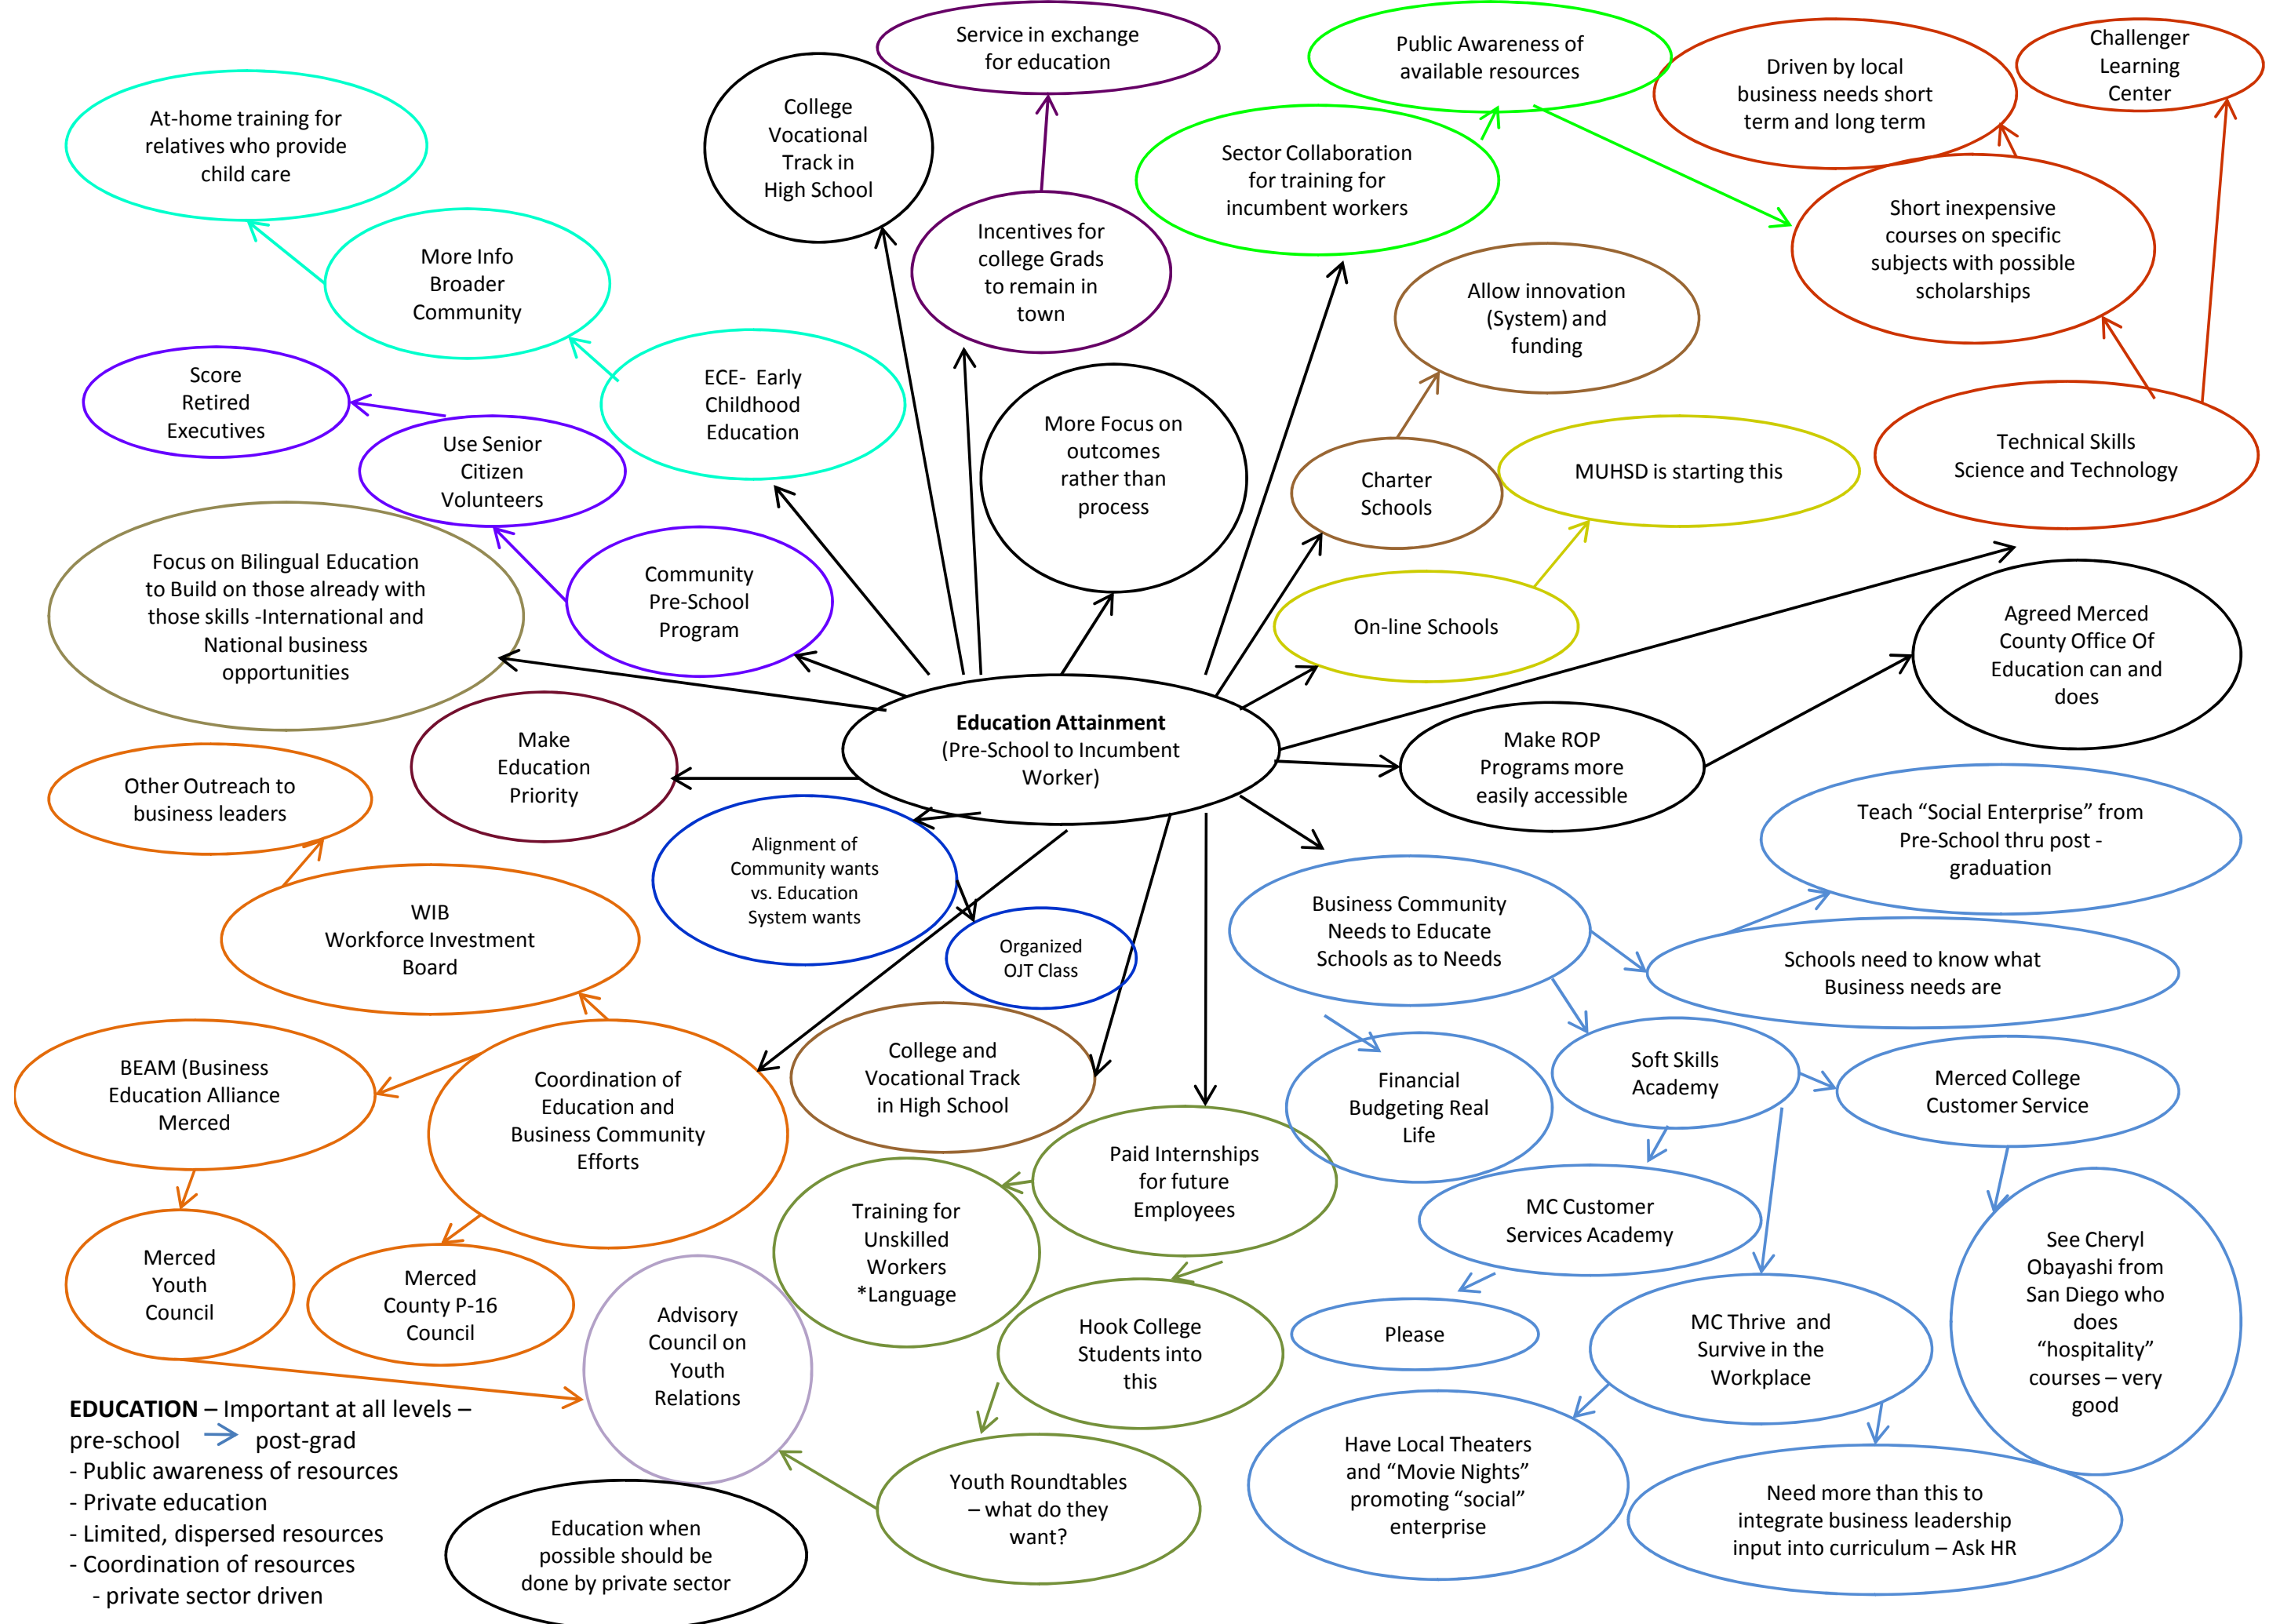 Service in exchange
for education
Public Awareness of
available resources
Challenger
Learning
Center
Driven by local
business needs short
term and long term
College
Vocational
Track in
High School
At-home training for
relatives who provide
child care
Sector Collaboration
for training for
incumbent workers
Short inexpensive
courses on specific
subjects with possible
scholarships
Incentives for
college Grads
to remain in
town
More Info
Broader
Community
Allow innovation
(System) and
funding
Score
Retired
Executives
ECE-  Early
Childhood
Education
More Focus on
outcomes
rather than
process
Use Senior
Citizen
Volunteers
Charter
Schools
MUHSD is starting this
Technical Skills
Science and Technology
Focus on Bilingual Education
to Build on those already with
those skills -International and
National business
opportunities
Community
Pre-School
Program
On-line Schools
Agreed Merced
County Office Of
Education can and
does
Education Attainment
(Pre-School to Incumbent
Worker)
Make
Education
Priority
Make ROP
Programs more
easily accessible
Other Outreach to
business leaders
Teach “Social Enterprise” from
Pre-School thru post -
graduation
Alignment of
Community wants
vs. Education
System wants
WIB
Workforce Investment
Board
Organized
OJT Class
Business Community
Needs to Educate
Schools as to Needs
Schools need to know what
Business needs are
BEAM (Business
Education Alliance
Merced
Coordination of
Education and
Business Community
Efforts
College and
Vocational Track
in High School
Financial
Budgeting Real
Life
Soft Skills
Academy
Merced College
Customer Service
Paid Internships
for future
Employees
Training for
Unskilled
Workers
*Language
MC Customer
Services Academy
See Cheryl
Obayashi from
San Diego who
does
“hospitality”
courses – very
good
Merced
Youth
Council
Merced
County P-16
Council
Advisory
Council on
Youth
Relations
Hook College
Students into
this
Please
MC Thrive  and
Survive in the
Workplace
EDUCATION – Important at all levels –
pre-school → post-grad
- Public awareness of resources
- Private education
- Limited, dispersed resources
- Coordination of resources
- private sector driven
Education when
possible should be
done by private sector
Youth Roundtables
– what do they
want?
Have Local Theaters
and “Movie Nights”
promoting “social”
enterprise
Need more than this to
integrate business leadership
input into curriculum – Ask HR